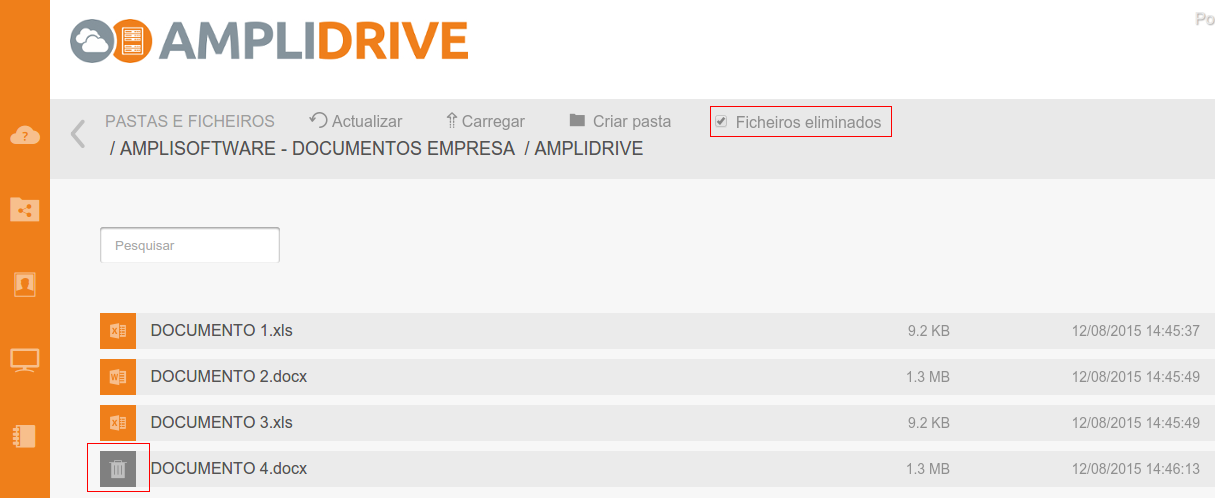 Po
AMPLIDRIVE
PASTAS E FICHEIROS Actualizar Carregar Criar pasta Ficheiros eliminados
/ AMPLISOFTWARE - DOCUMENTOS EMPRESA / AMPLIDRIVE
Pesquisar
DOCUMENTO 1.xls 9.2 KB 12/08/2015 14:45:37
DOCUMENTO 2.docx 1.3 MB 12/08/2015 14:45:49
DOCUMENTO 3.xls 9.2 KB 12/08/2015 14:45:49
DOCUMENTO 4.docx 1.3 MB 12/08/2015 14:46:13